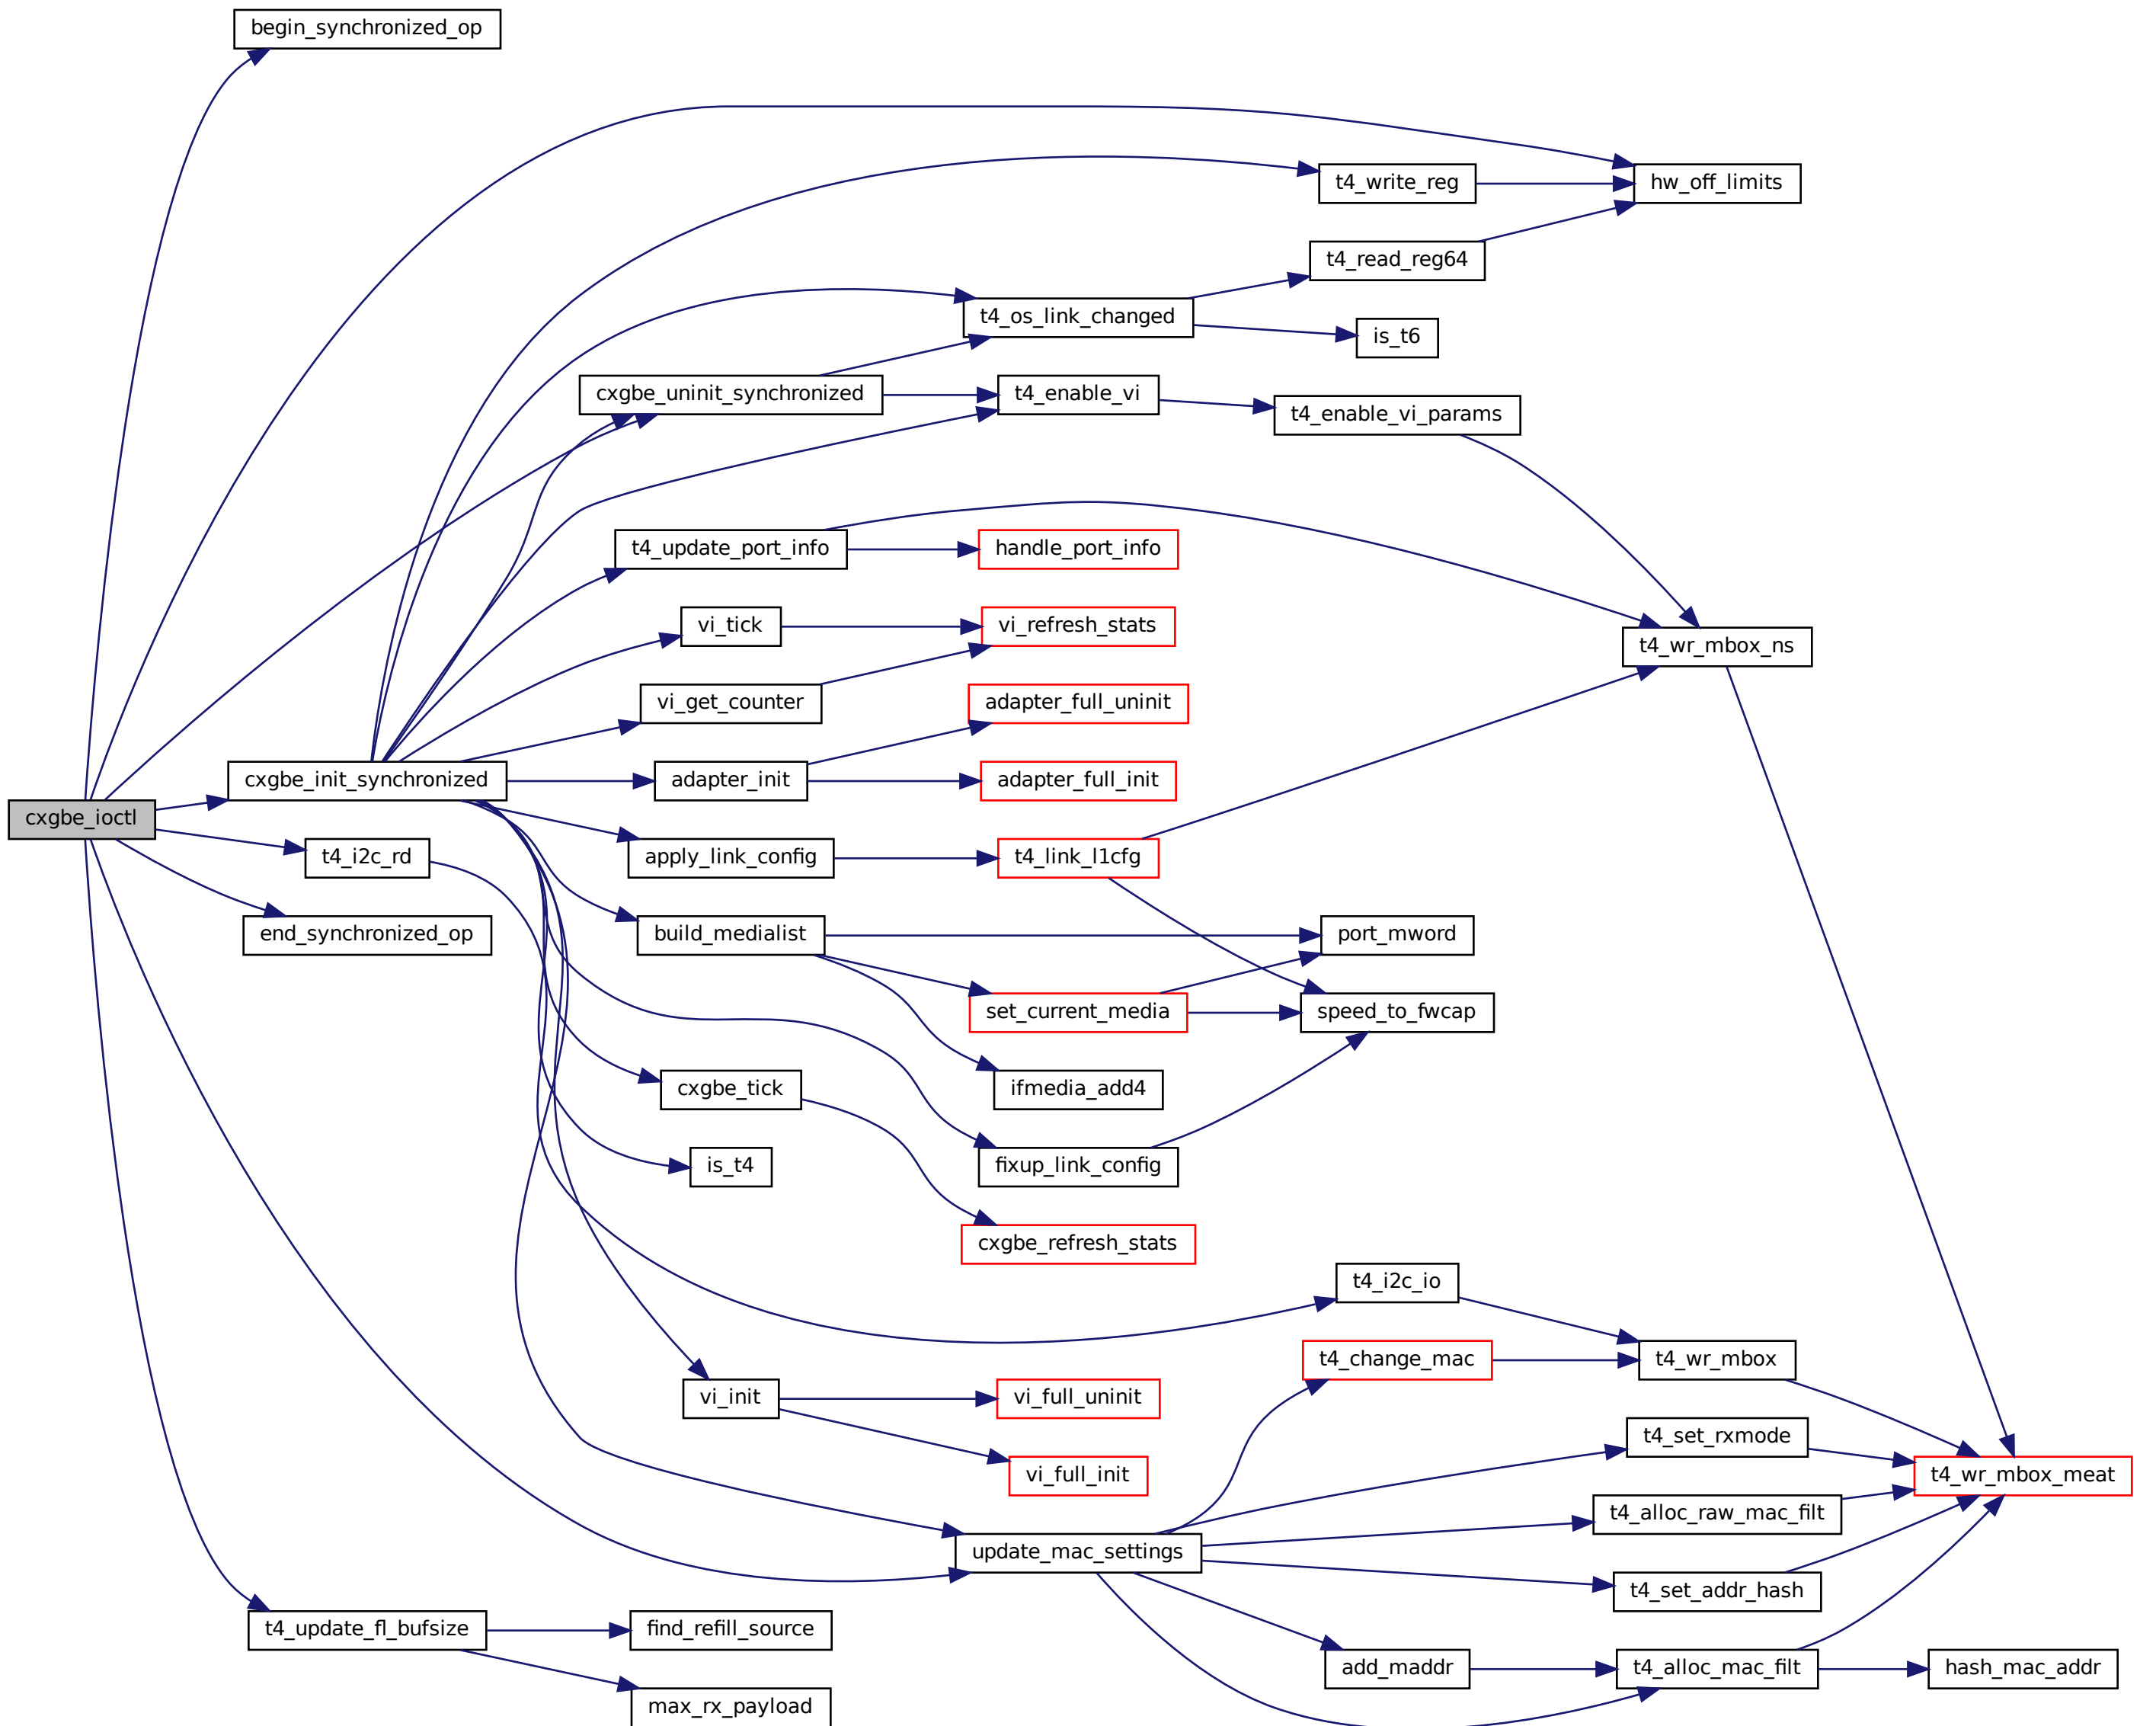 begin_synchronized_op
t4_write_reg
hw_off_limits
t4_read_reg64
t4_os_link_changed
is_t6
cxgbe_uninit_synchronized
t4_enable_vi
t4_enable_vi_params
t4_update_port_info
handle_port_info
vi_tick
vi_refresh_stats
t4_wr_mbox_ns
vi_get_counter
adapter_full_uninit
cxgbe_init_synchronized
adapter_init
adapter_full_init
cxgbe_ioctl
t4_i2c_rd
apply_link_config
t4_link_l1cfg
end_synchronized_op
build_medialist
port_mword
set_current_media
speed_to_fwcap
cxgbe_tick
ifmedia_add4
is_t4
fixup_link_config
cxgbe_refresh_stats
t4_i2c_io
t4_change_mac
t4_wr_mbox
vi_init
vi_full_uninit
t4_set_rxmode
vi_full_init
t4_wr_mbox_meat
t4_alloc_raw_mac_filt
update_mac_settings
t4_set_addr_hash
t4_update_fl_bufsize
find_refill_source
add_maddr
t4_alloc_mac_filt
hash_mac_addr
max_rx_payload